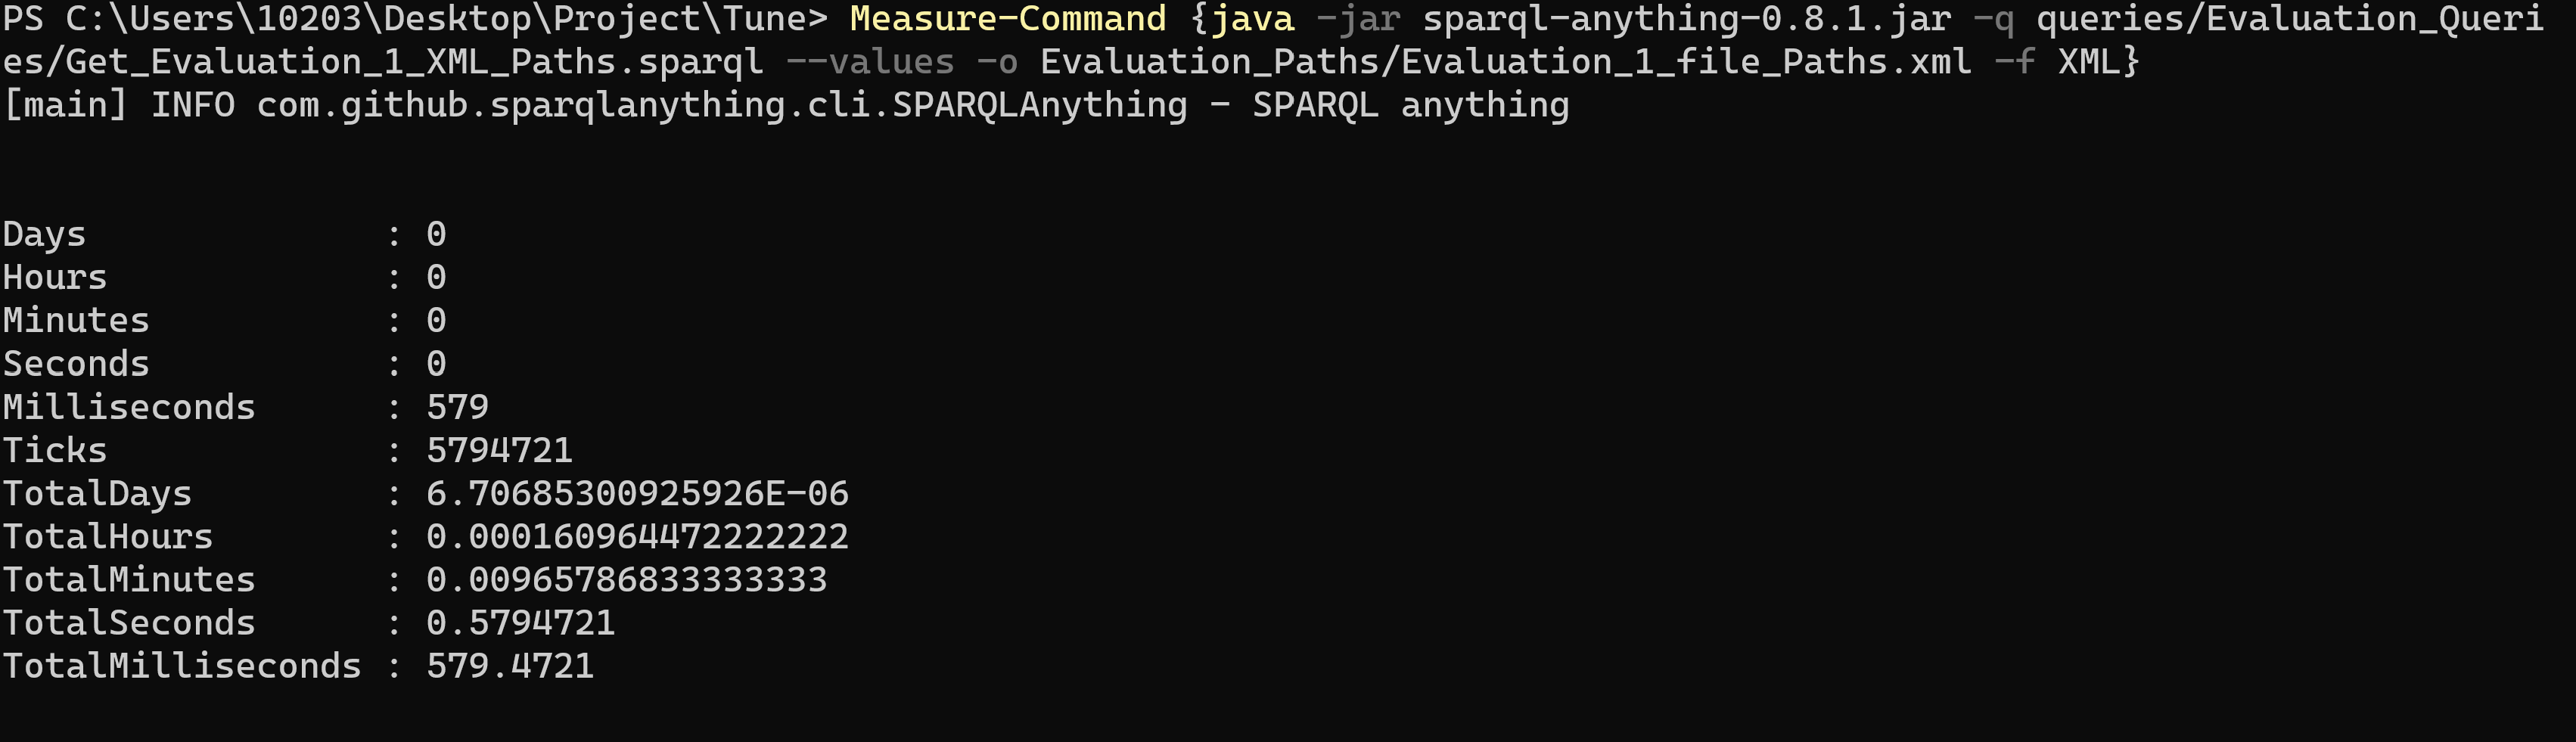 PS C:\Users\10203\Desktop\Project\Tune> Measure-Command {java -jar sparql-anything-0.8.1.jar -q queries/Evaluation_Queri
es/Get_Evaluation_1_XML_Paths.sparql --values -o Evaluation_Paths/Evaluation_1_file_Paths.xml -f XML}
[main] INFO com.github.sparqlanything.cli.SPARQLAnything - SPARQL anything
Days : 0
Hours : 0
Minutes : 0
Seconds : 0
Milliseconds : 579
Ticks : 5794721
TotalDays : 6.70685300925926E-06
TotalHours : 0.000160964472222222
TotalMinutes : 0.00965786833333333
TotalSeconds : 0.5794721
TotalMilliseconds : 579.4721